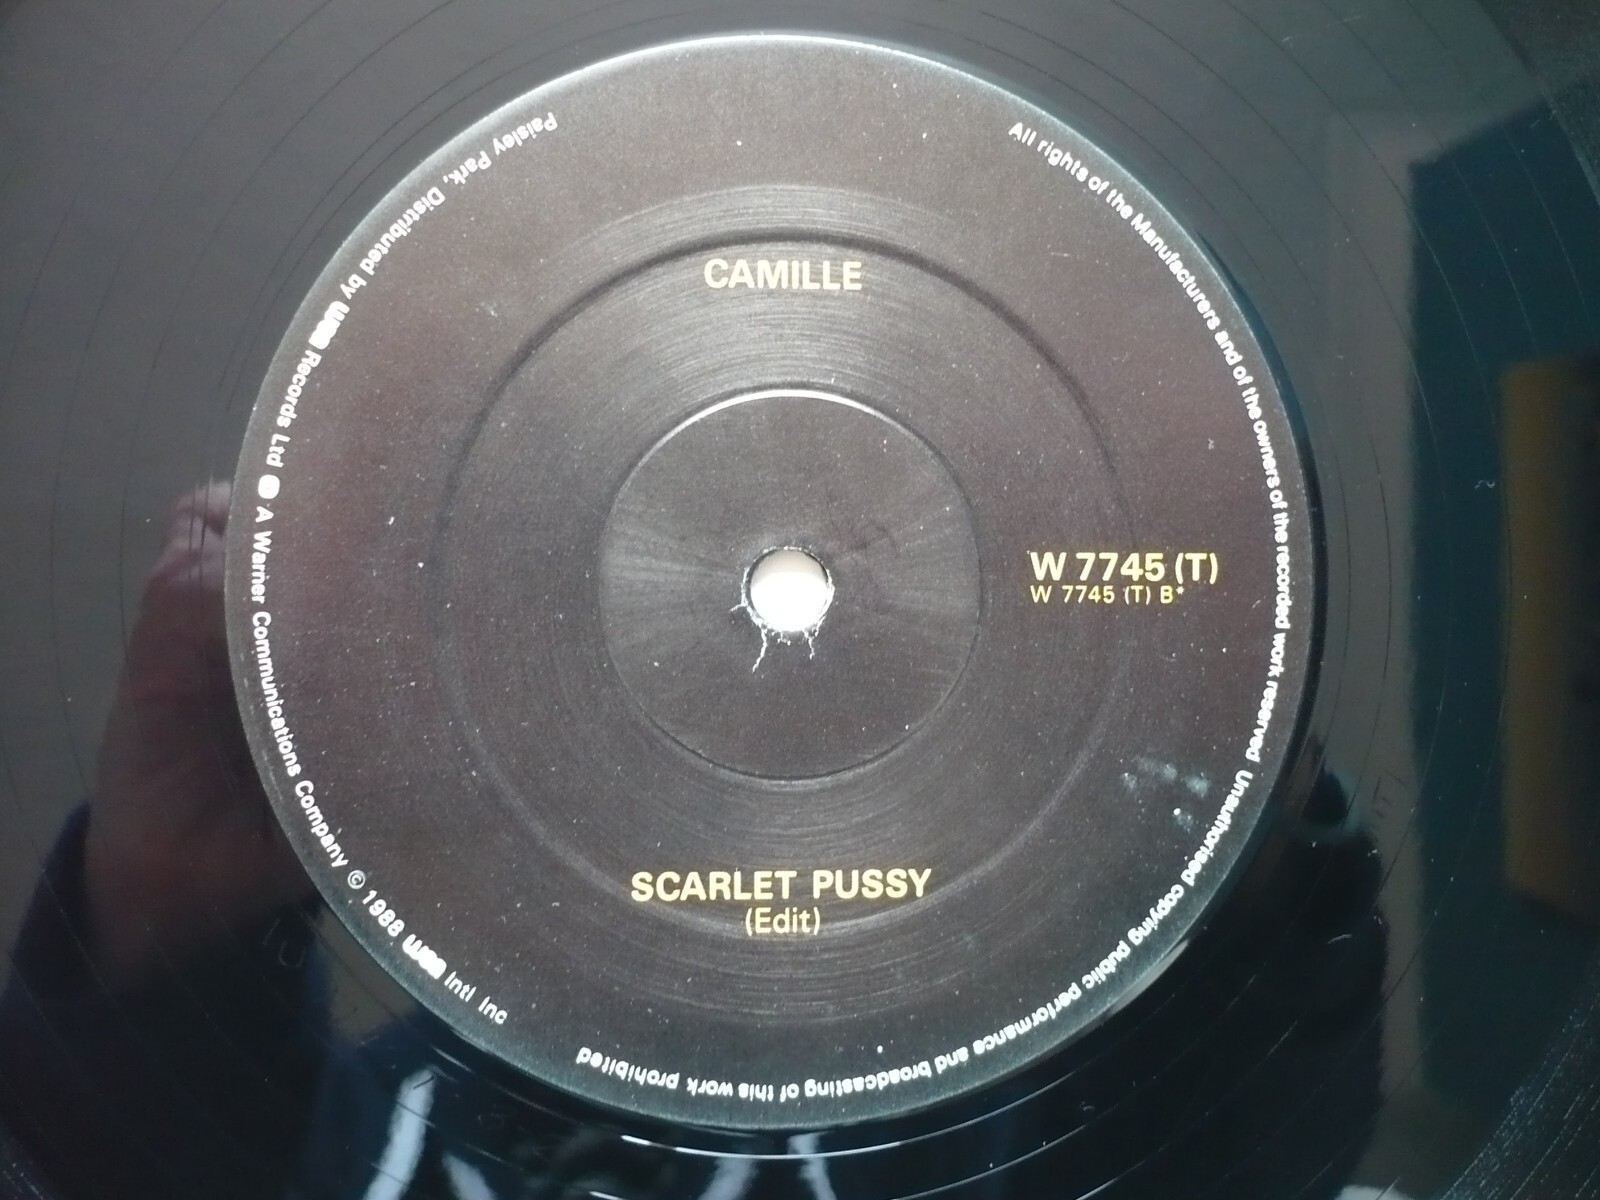 CAMILLE
W 7745 (T)
W 7745 (T) B*
SCARLET PUSSY
(Edit)
Paisley Park, Distributed by wea Records Ltd A Warner Communications Company © 1988 wea Intl Inc
All rights of the Manufacturers and of the owners of the recorded work reserved Unauthorised copying public performance and broadcasting of this work prohibited